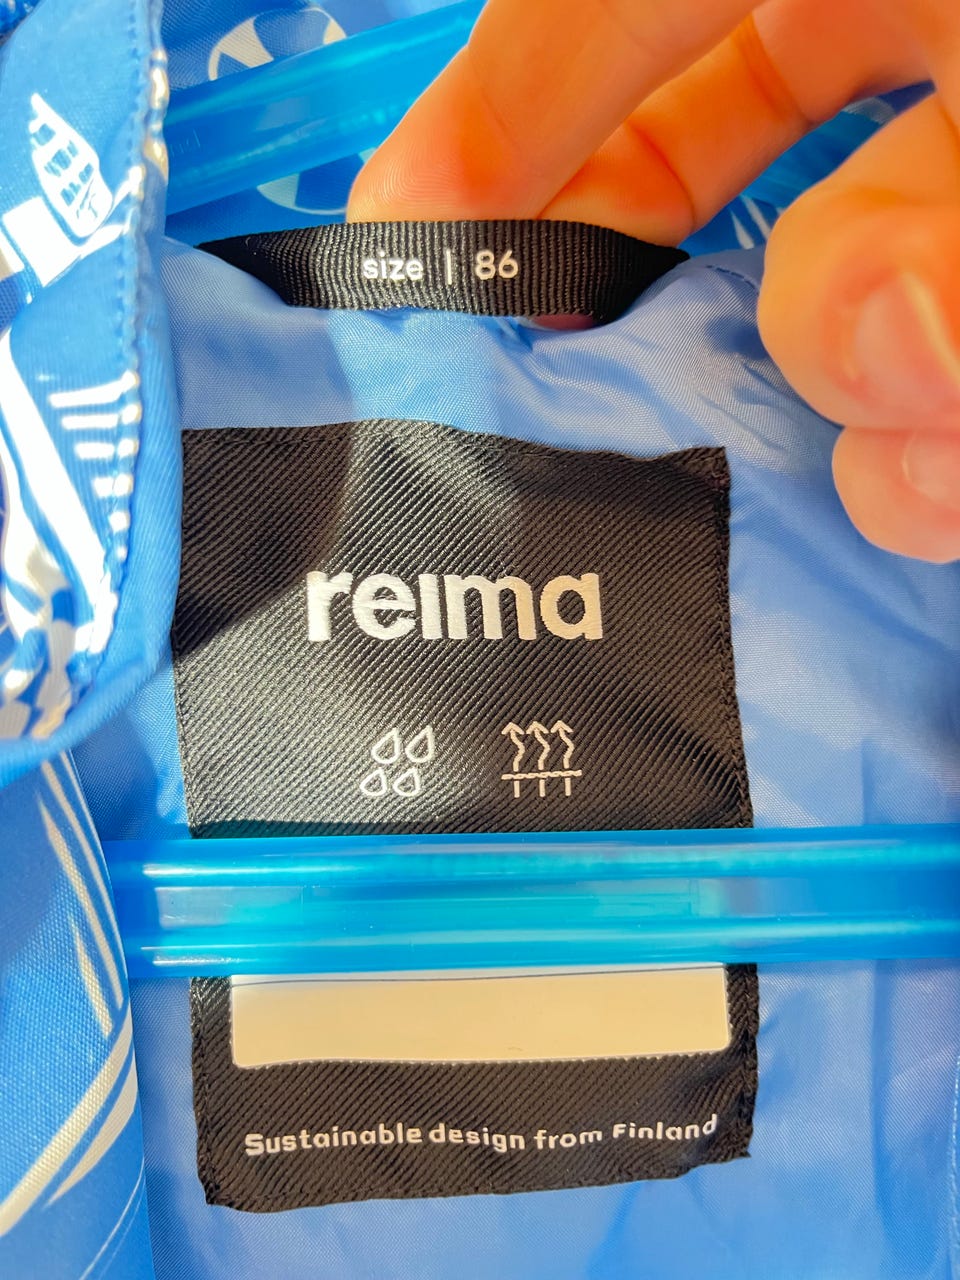 size | 86
reima
Sustainable design from Finland